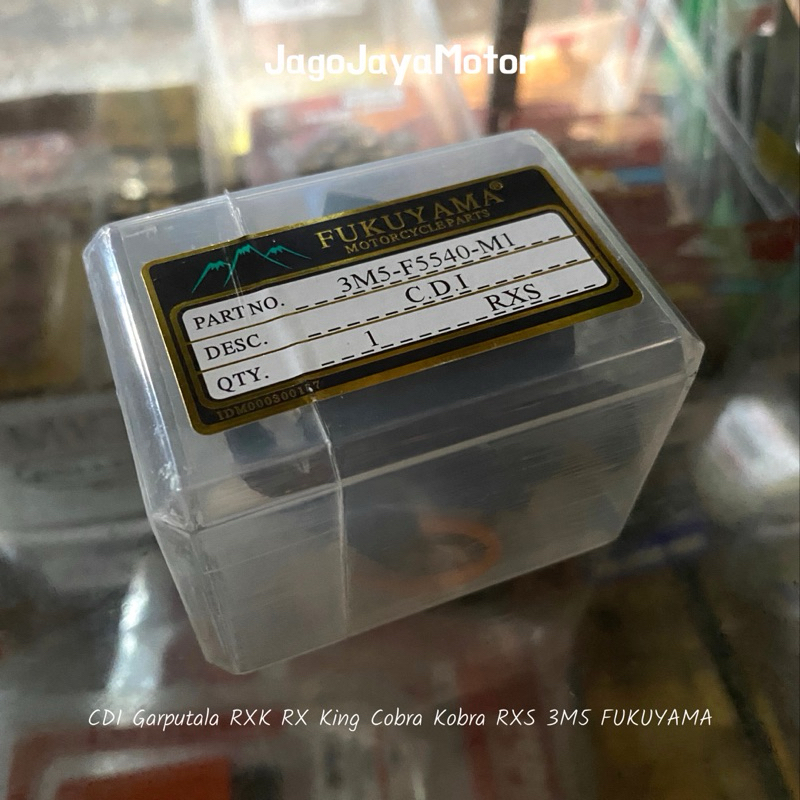 JagoJayaMotor
FUKUYAMA®
MOTORCYCLE PARTS
PART NO. 3M5-F5540-M1
DESC. C.D.I
QTY. 1 RXS
IDM000300187
CDI Garputala RXK RX King Cobra Kobra RXS 3M5 FUKUYAMA